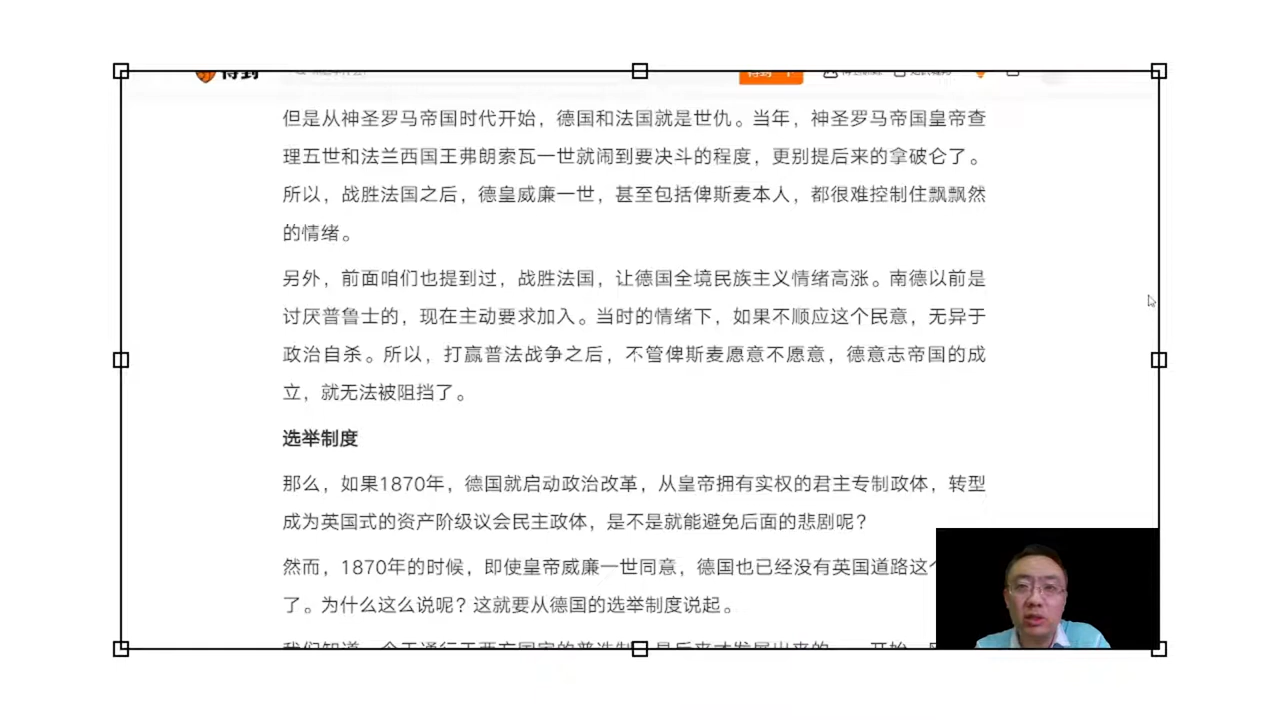 但是从神圣罗马帝国时代开始，德国和法国就是世仇。当年，神圣罗马帝国皇帝查
理五世和法兰西国王弗朗索瓦一世就闹到要决斗的程度，更别提后来的拿破仑了。
所以，战胜法国之后，德皇威廉一世，甚至包括俾斯麦本人，都很难控制住飘飘然
的情绪。
另外，前面咱们也提到过，战胜法国，让德国全境民族主义情绪高涨。南德以前是
讨厌普鲁士的，现在主动要求加入。当时的情绪下，如果不顺应这个民意，无异于
政治自杀。所以，打赢普法战争之后，不管俾斯麦愿意不愿意，德意志帝国的成
立，就无法被阻挡了。
选举制度
那么，如果1870年，德国就启动政治改革，从皇帝拥有实权的君主专制政体，转型
成为英国式的资产阶级议会民主政体，是不是就能避免后面的悲剧呢？
然而，1870年的时候，即使皇帝威廉一世同意，德国也已经没有英国道路这
了。为什么这么说呢？这就要从德国的选举制度说起。